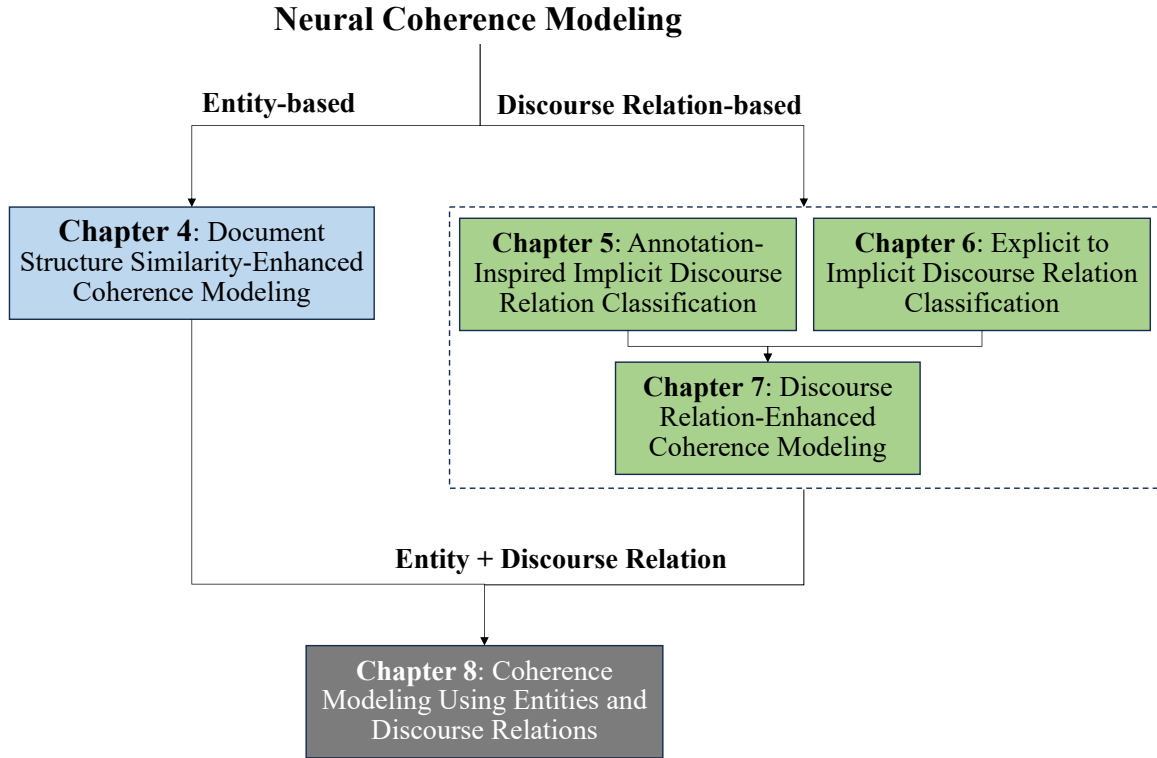 Neural Coherence Modeling
Entity-based
Discourse Relation-based
Chapter 4: Document
Structure Similarity-Enhanced
Coherence Modeling
Chapter 5: Annotation-
Inspired Implicit Discourse
Relation Classification
Chapter 6: Explicit to
Implicit Discourse Relation
Classification
Chapter 7: Discourse
Relation-Enhanced
Coherence Modeling
Entity + Discourse Relation
Chapter 8: Coherence
Modeling Using Entities and
Discourse Relations